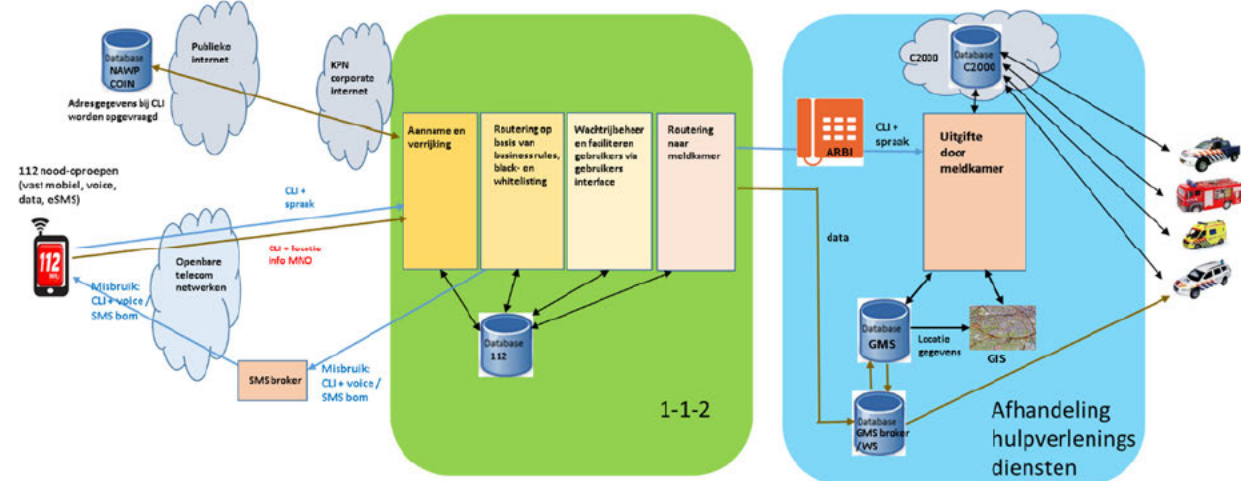 Database
NAWP
COIN
Adresgegevens bij CLI
worden opgevraagd
Publieke
internet
KPN
corporate
internet
112 nood-oproepen
(vast mobiel, voice,
data, eSMS)
112
CLI +
spraak
CLI + locatie
info MNO
Openbare
telecom
netwerken
Misbruik:
CLI + voice /
SMS bom
SMS broker
Misbruik:
CLI + voice /
SMS bom
Aanname en
verrijking
Routering op
basis van
business rules,
black- en
whitelisting
Wachtrijbeheer
en faciliteren
gebruikers via
gebruikers
interface
Routering
naar
meldkamer
Database
112
1-1-2
ARBI
CLI +
spraak
data
C2000
Database
C2000
Uitgifte
door
meldkamer
Database
GMS
Locatie
gegevens
GIS
Database
GMS broker
/WS
Afhandeling
hulpverlenings
diensten